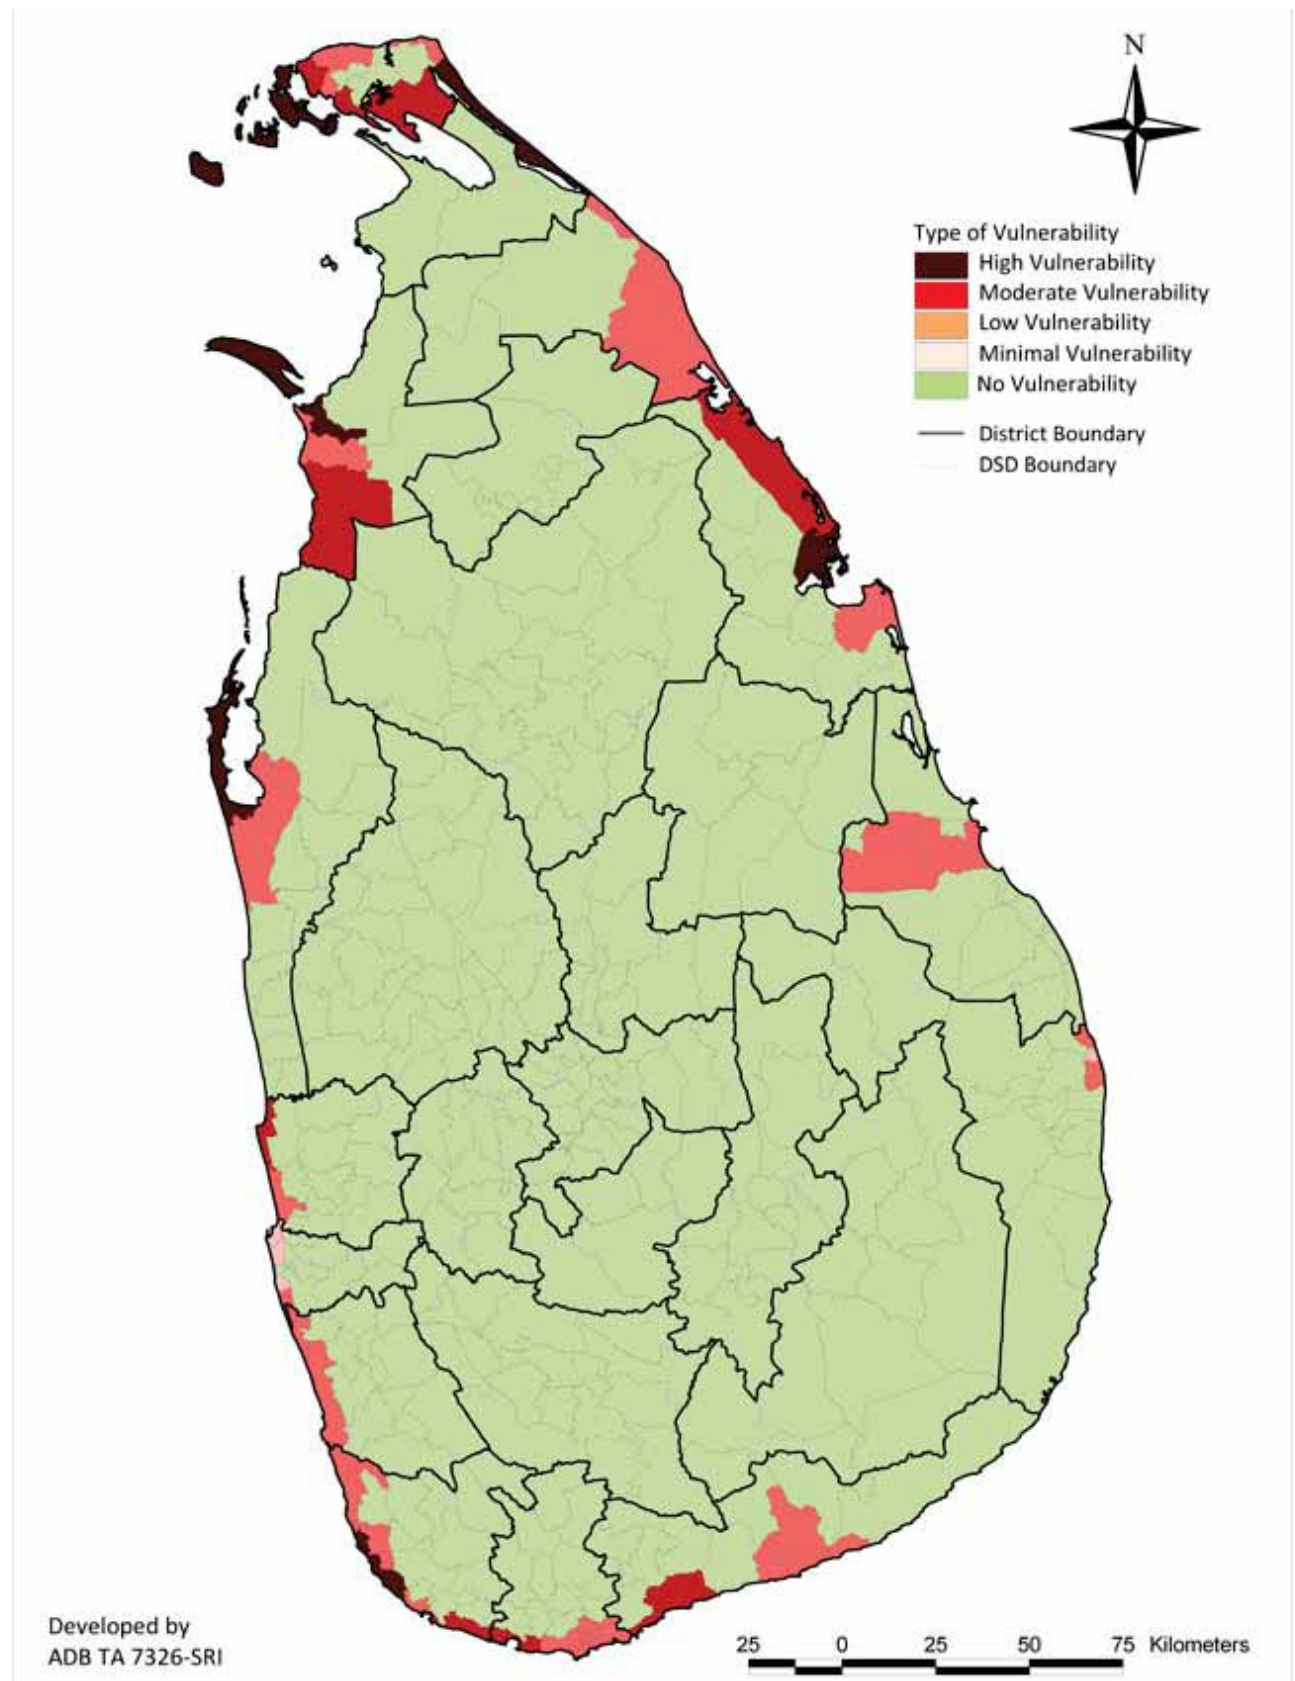 N
Type of Vulnerability
High Vulnerability
Moderate Vulnerability
Low Vulnerability
Minimal Vulnerability
No Vulnerability
District Boundary
DSD Boundary
Developed by
ADB TA 7326-SRI
25 0 25 50 75 Kilometers